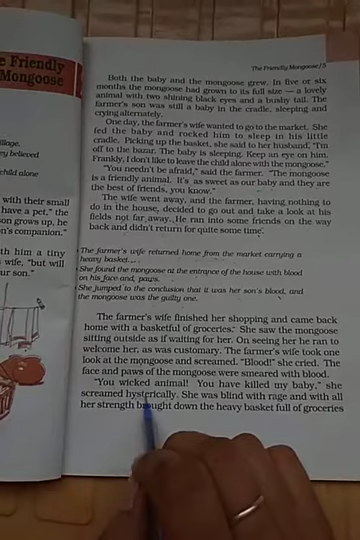 e Friendly
Mongoose
illage.
ey believed
child alone
with their small
have a pet," the
son grows up, he
n's companion."
th him a tiny
wife, "but will
ur son."
The Friendly Mongoose/5
Both the baby and the mongoose grew. In five or six
months the mongoose had grown to its full size — a lovely
animal with two shining black eyes and a bushy tail. The
farmer's son was still a baby in the cradle, sleeping and
crying alternately.
One day, the farmer's wife wanted to go to the market. She
fed the baby and rocked him to sleep in his little
cradle. Picking up the basket, she said to her husband, "I'm
off to the bazaar. The baby is sleeping. Keep an eye on him.
Frankly, I don't like to leave the child alone with the mongoose."
"You needn't be afraid," said the farmer. "The mongoose
is a friendly animal. It's as sweet as our baby and they are
the best of friends, you know."
The wife went away, and the farmer, having nothing to
do in the house, decided to go out and take a look at his
fields not far away. He ran into some friends on the way
back and didn't return for quite some time.
The farmer's wife returned home from the market carrying a
heavy basket.
She found the mongoose at the entrance of the house with blood
on his face and paws.
She jumped to the conclusion that it was her son's blood, and
the mongoose was the guilty one.
The farmer's wife finished her shopping and came back
home with a basketful of groceries. She saw the mongoose
sitting outside as if waiting for her. On seeing her he ran to
welcome her, as was customary. The farmer's wife took one
look at the mongoose and screamed. "Blood!" she cried. The
face and paws of the mongoose were smeared with blood.
"You wicked animal! You have killed my baby," she
screamed hysterically. She was blind with rage and with all
her strength brought down the heavy basket full of groceries